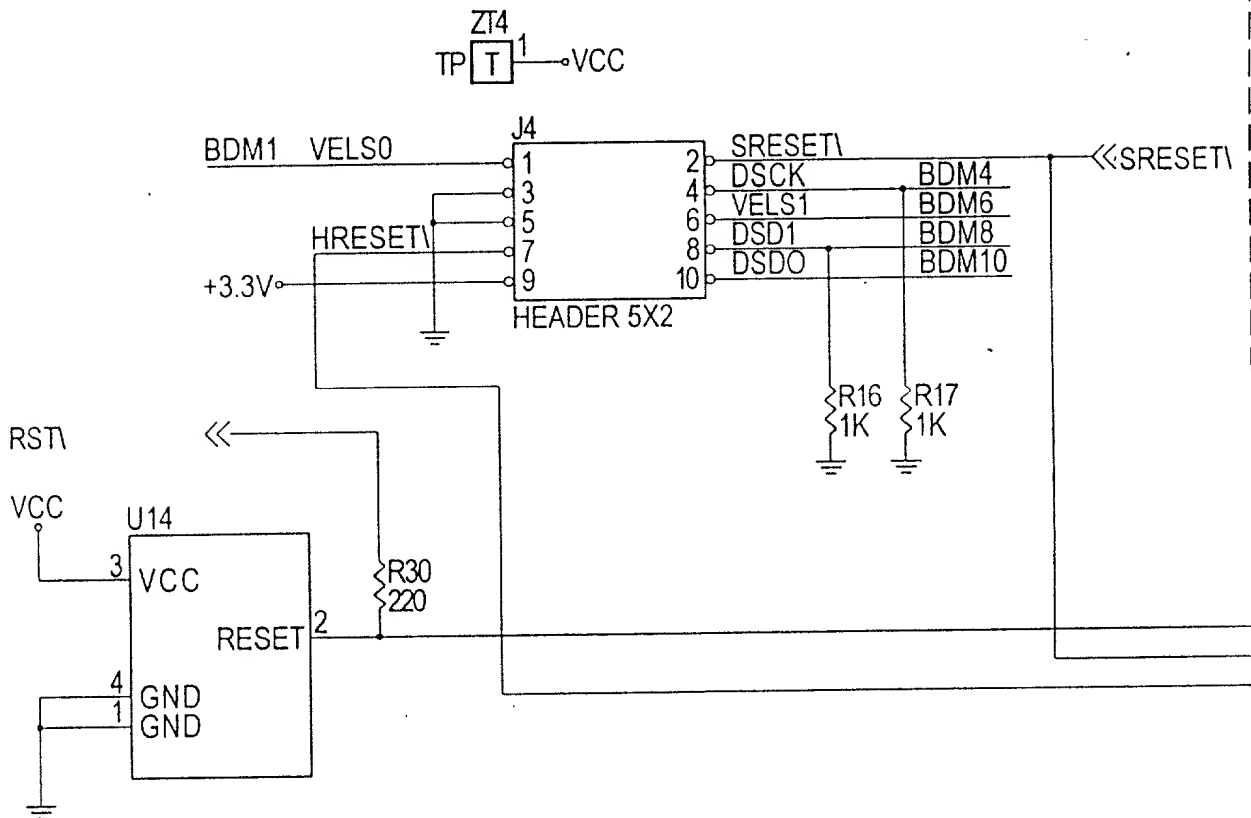 ZT4
TP T 1 VCC
J4
BDM1 VELS0 1 2 SRESET\ SRESET\
3 4 DSCK BDM4
5 6 VELS1 BDM6
HRESET\ 7 8 DSD1 BDM8
+3.3V 9 10 DSDO BDM10
HEADER 5X2
R16 R17
1K 1K
RST\
VCC
U14
3 VCC
R30
220
RESET 2
4 GND
1 GND